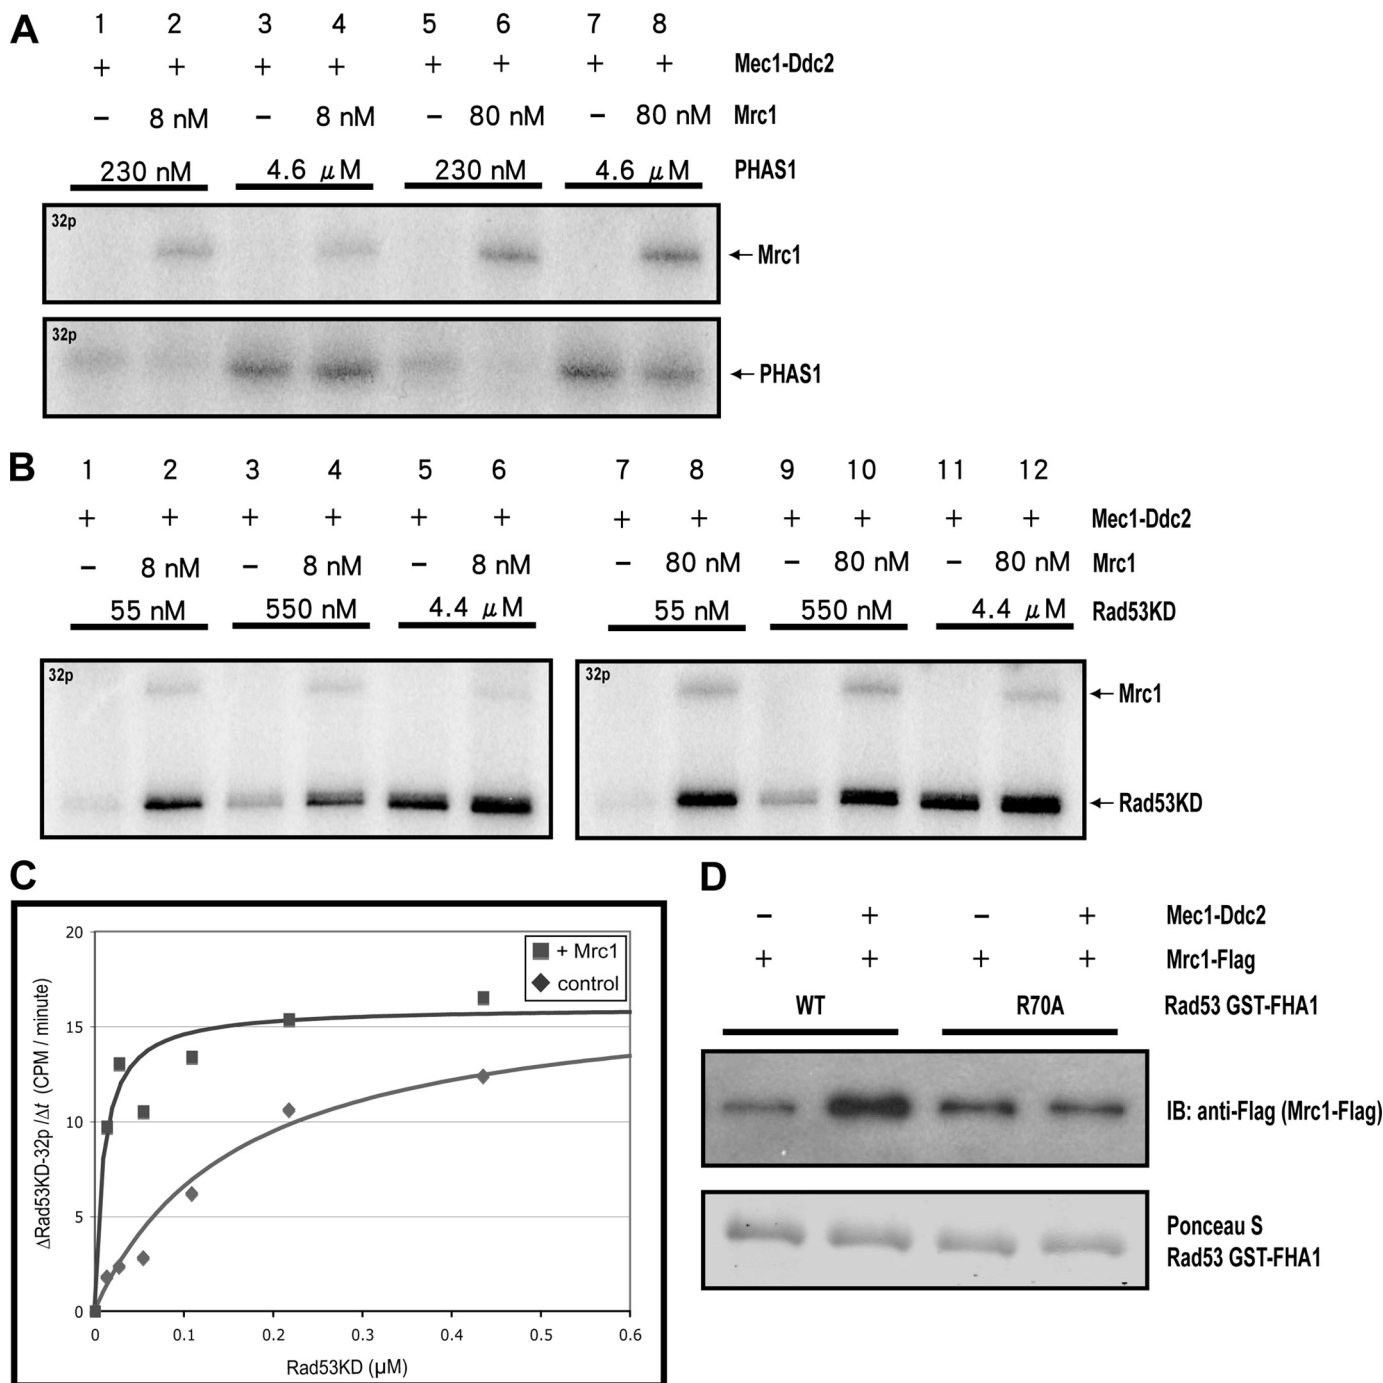 A
1 2 3 4 5 6 7 8
+ + + + + + + + Mec1-Ddc2
− 8 nM − 8 nM − 80 nM − 80 nM Mrc1
230 nM 4.6 μM 230 nM 4.6 μM PHAS1
32p
Mrc1
32p
PHAS1
B
1 2 3 4 5 6 7 8 9 10 11 12
+ + + + + + + + + + + + Mec1-Ddc2
− 8 nM − 8 nM − 8 nM − 80 nM − 80 nM − 80 nM Mrc1
55 nM 550 nM 4.4 μM 55 nM 550 nM 4.4 μM Rad53KD
32p 32p
Mrc1
Rad53KD
C
20
15
10
5
0
ΔRad53KD-32p/Δt (CPM / minute)
+ Mrc1
control
0 0.1 0.2 0.3 0.4 0.5 0.6
Rad53KD (μM)
D
− + − + Mec1-Ddc2
+ + + + Mrc1-Flag
WT R70A Rad53 GST-FHA1
IB: anti-Flag (Mrc1-Flag)
Ponceau S
Rad53 GST-FHA1